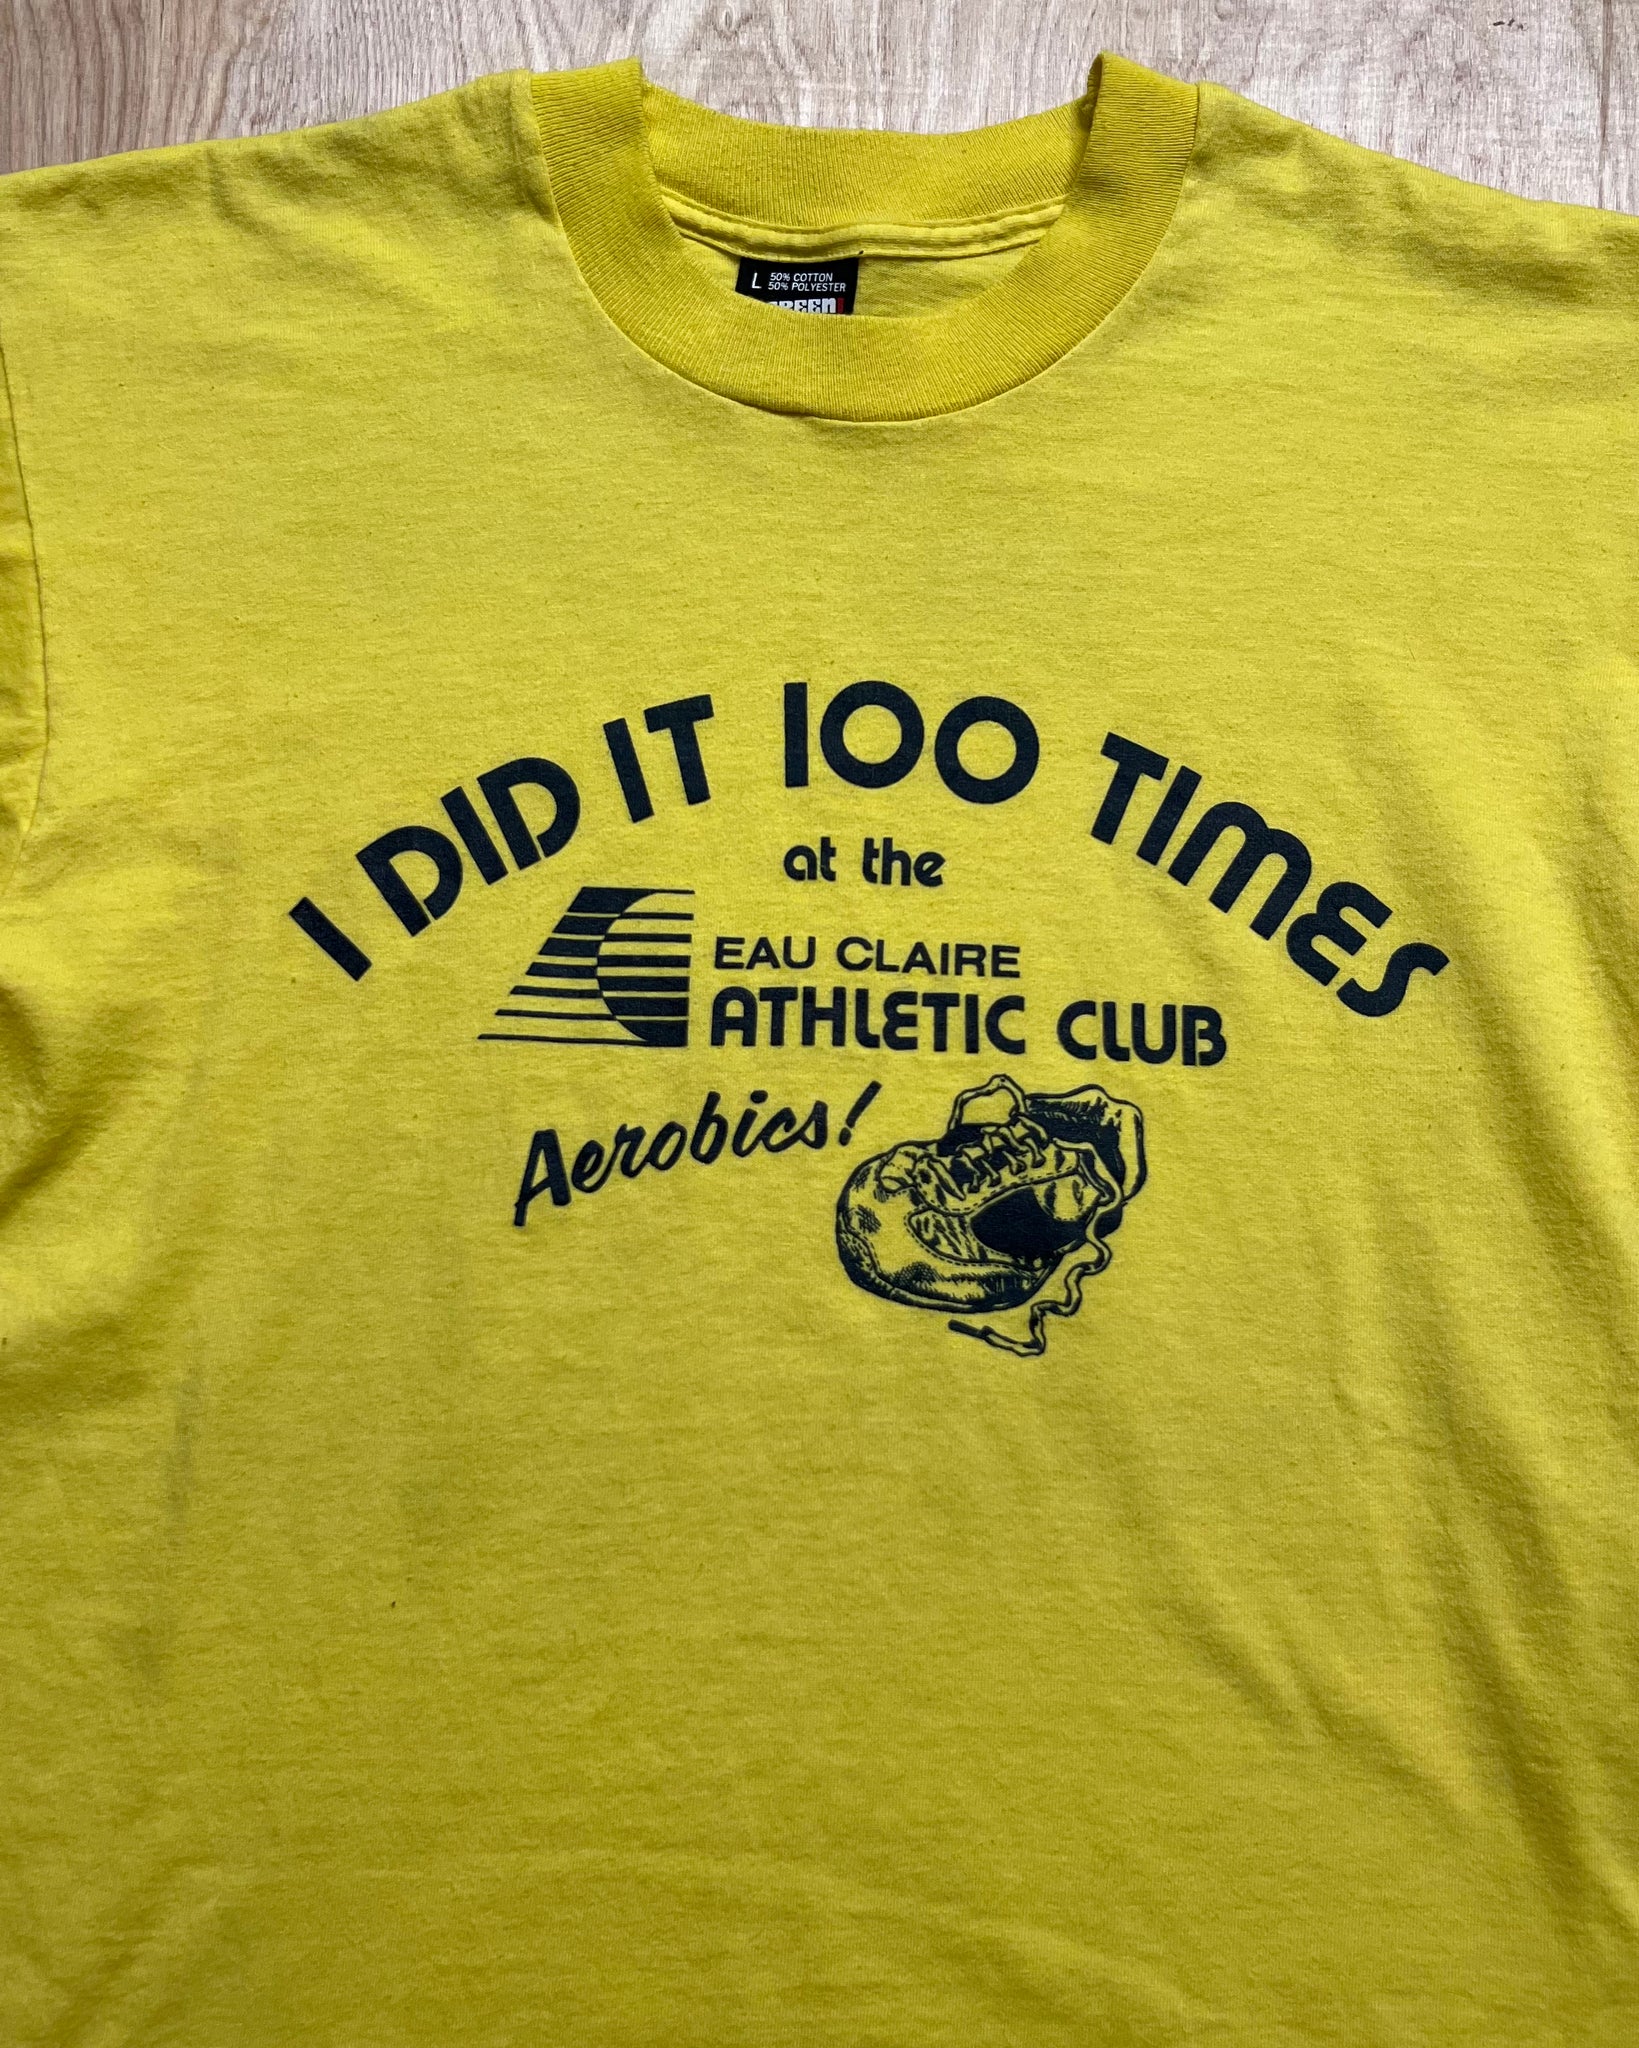 L 50% COTTON
50% POLYESTER
I DID IT 100 TIMES
at the
EAU CLAIRE
ATHLETIC CLUB
Aerobics!